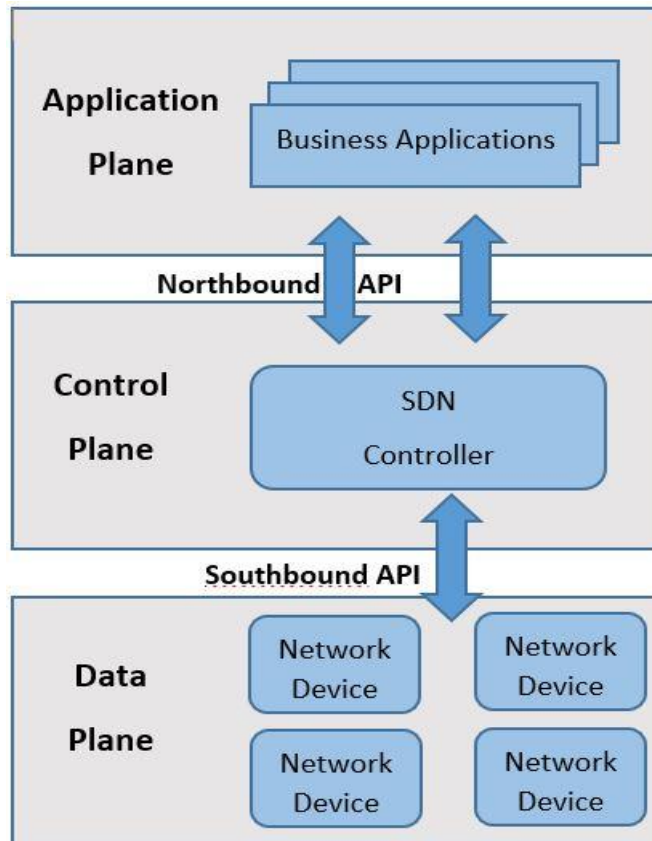 Application
Plane
Business Applications
Northbound API
Control
Plane
SDN
Controller
Southbound API
Data
Plane
Network
Device
Network
Device
Network
Device
Network
Device